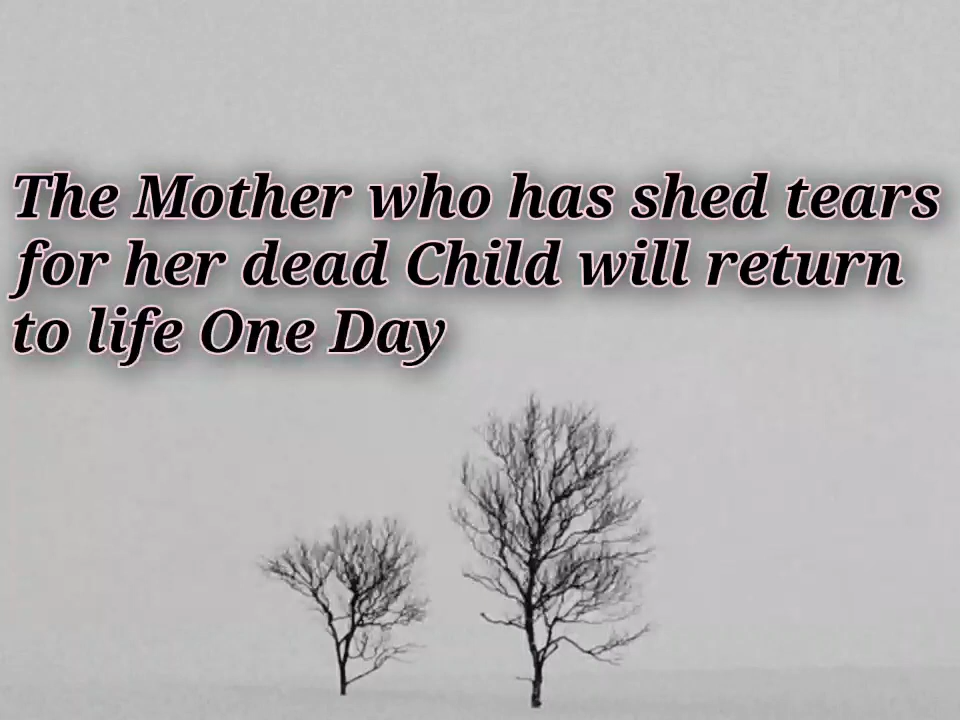 The Mother who has shed tears
for her dead Child will return
to life One Day